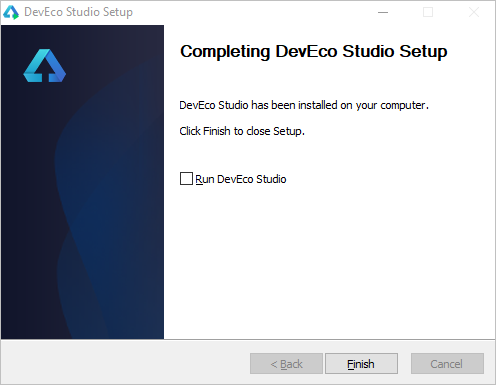 DevEco Studio Setup
Completing DevEco Studio Setup
DevEco Studio has been installed on your computer.
Click Finish to close Setup.
Run DevEco Studio
< Back
Finish
Cancel